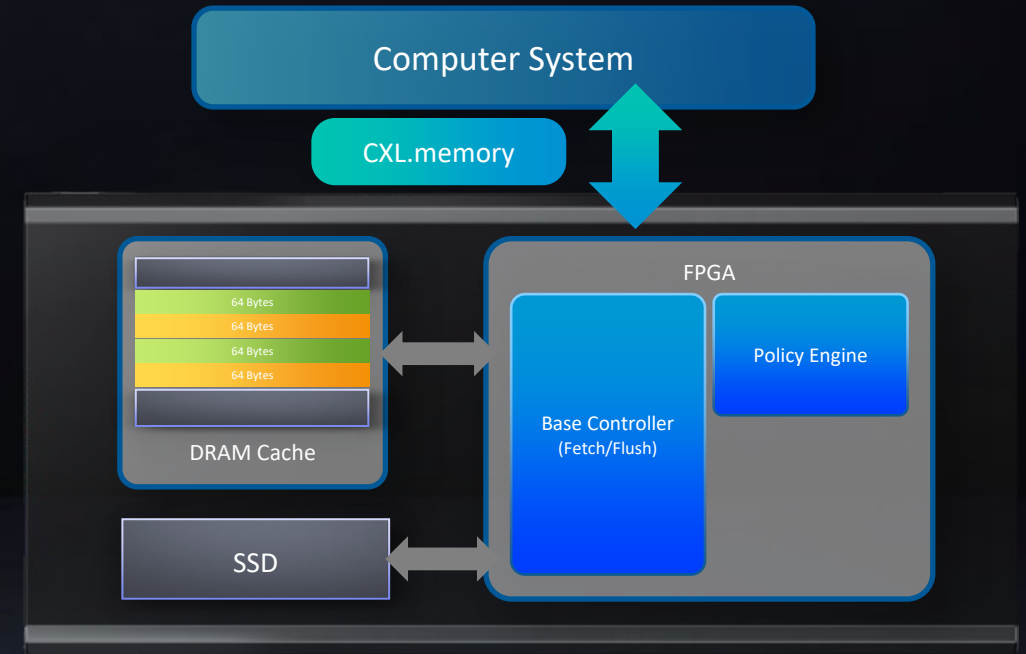 Computer System
CXL.memory
FPGA
64 Bytes
64 Bytes
64 Bytes
64 Bytes
DRAM Cache
Base Controller
(Fetch/Flush)
Policy Engine
SSD